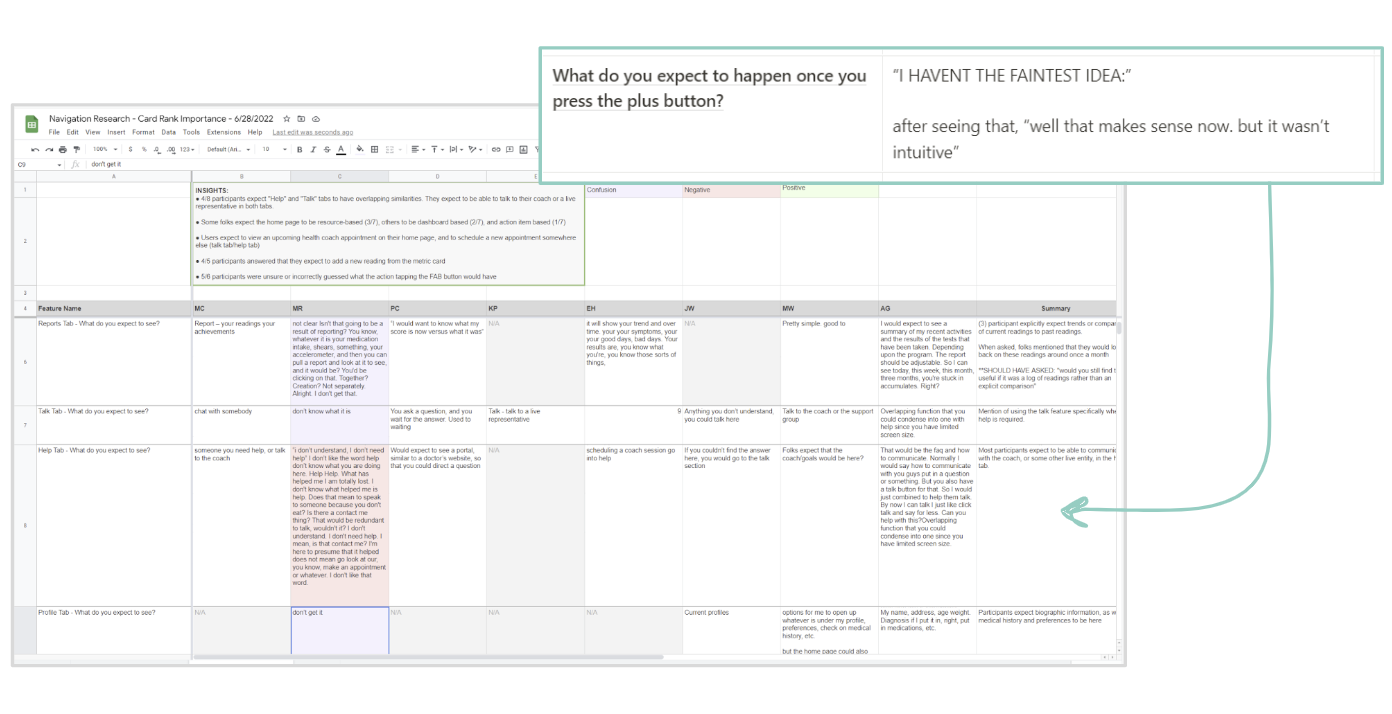 What do you expect to happen once you
press the plus button?
“I HAVENT THE FAINTEST IDEA:”
after seeing that, “well that makes sense now. but it wasn’t
intuitive”
Navigation Research - Card Rank Importance - 6/28/2022
File Edit View Insert Format Data Tools Extensions Help Last edit was seconds ago
100% $ % .0 .00 123 Default (Ari... 10 B I S A
C9 fx don't get it
A B C D E
1 INSIGHTS: Confusion Negative Positive
● 4/8 participants expect "Help" and "Talk" tabs to have overlapping similarities. They expect to be able to talk to their coach or a live
representative in both tabs.
● Some folks expect the home page to be resource-based (3/7), others to be dashboard based (2/7), and action item based (1/7)
2
● Users expect to view an upcoming health coach appointment on their home page, and to schedule a new appointment somewhere
else (talk tab/help tab)
● 4/5 participants answered that they expect to add a new reading from the metric card
● 5/6 participants were unsure or incorrectly guessed what the action tapping the FAB button would have
3
4 Feature Name MC MR PC KP EH JW MW AG Summary
Reports Tab - What do you expect to see?
Report – your readings your
achievements
not clear Isn't that going to be a
result of reporting? You know,
whatever it is your medication
intake, shears, something, your
accelerometer, and then you can
pull a report and look at it to see,
and it would be? You'd be
clicking on that. Together?
Creation? Not separately.
Alright. I don't get that.
"I would want to know what my
score is now versus what it was"
N/A
it will show your trend and over
time. your your symptoms, your
your good days, bad days. Your
results are, you know what
you're, you know those sorts of
things,
N/A
Pretty simple. good to
I would expect to see a
summary of my recent activities
and the results of the tests that
have been taken. Depending
upon the program. The report
should be adjustable. So I can
see today, this week, this month,
three months, you're stuck in
accumulates. Right?
(3) participant explicitly expect trends or compar
of current readings to past readings.
When asked, folks mentioned that they would lo
back on these readings around once a month
**SHOULD HAVE ASKED: "would you still find t
useful if it was a log of readings rather than an
explicit comparison"
7
Talk Tab - What do you expect to see?
chat with somebody
don't know what it is
You ask a question, and you
wait for the answer. Used to
waiting
Talk - talk to a live
representative
9
Anything you don't understand,
you could talk here
Talk to the coach or the support
group
Overlapping function that you
could condense into one with
help since you have limited
screen size.
Mention of using the talk feature specifically whe
help is required.
Help Tab - What do you expect to see?
someone you need help, or talk
to the coach
"i don't understand, I don't need
help" I don't like the word help
don't know what you are doing
here. Help Help. What has
helped me I am totally lost. I
don't know what helped me is
help. Does that mean to speak
to someone because you don't
eat? Is there a contact me
thing? That would be redundant
to talk, wouldn't it? I don't
understand. I don't need help. I
mean, is that contact me? I'm
here to presume that it helped
does not mean go look at our,
you know, make an appointment
or whatever. I don't like that
word.
Would expect to see a portal,
similar to a doctor's website, so
that you could direct a question
N/A
scheduling a coach session go
into help
If you couldn't find the answer
here, you would go to the talk
section
Folks expect that the
coach/goals would be here?
That would be the faq and how
to communicate. Normally I
would say how to communicate
with you guys put in a question
or something. But you also have
a talk button for that. So I would
just combined to help them talk.
By now I can talk I just like click
talk and say for less. Can you
help with this?Overlapping
function that you could
condense into one since you
have limited screen size.
Most participants expect to be able to communic
with the coach, or some other live entity, in the h
tab.
Profile Tab - What do you expect to see?
N/A
don't get it
N/A
N/A
N/A
Current profiles
options for me to open up
whatever is under my profile,
preferences, check on medical
history, etc.
but the home page could also
My name, address, age weight.
Diagnosis if I put it in, right, put
in medications, etc.
Participants expect biographic information, as w
medical history and preferences to be here